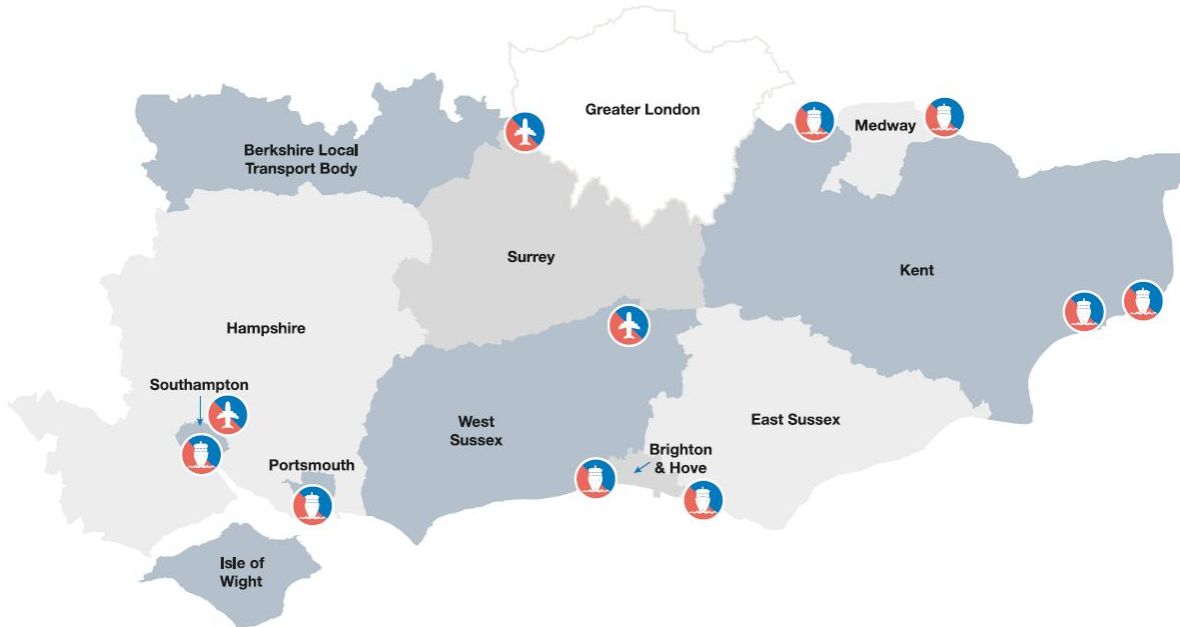 Greater London
Medway
Berkshire Local
Transport Body
Surrey
Kent
Hampshire
Southampton
West
Sussex
East Sussex
Brighton
& Hove
Portsmouth
Isle of
Wight